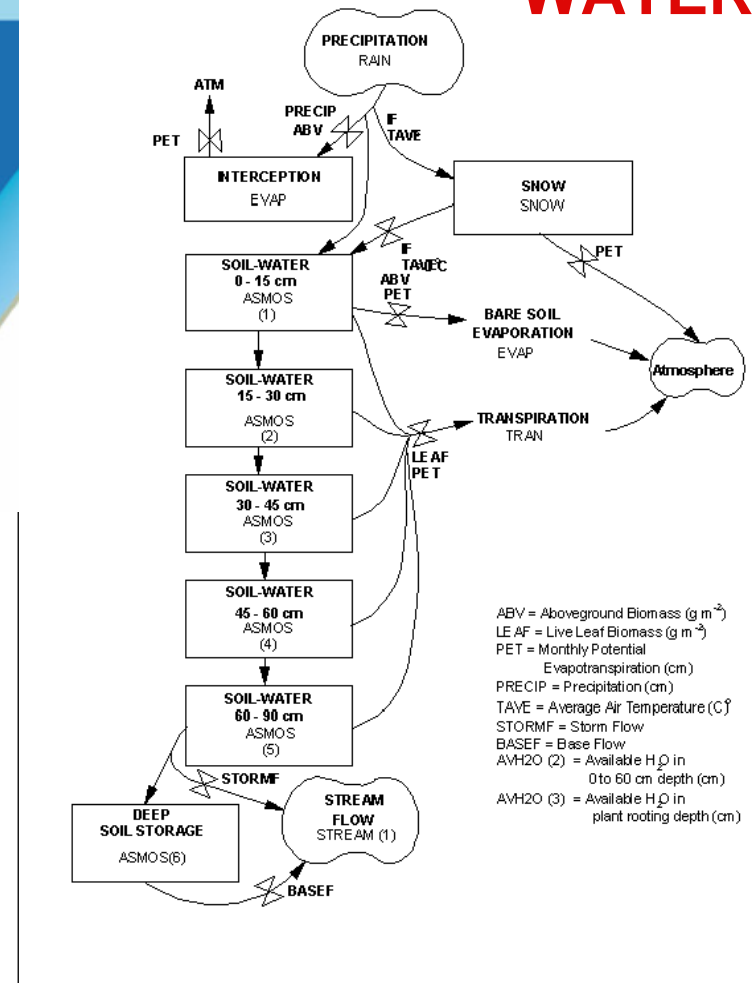 WATER
PRECIPITATION
RAIN
ATM
PRECIP
ABV
IF
TAVE
PET
INTERCEPTION
EVAP
SNOW
SNOW
IF
PET
SOIL-WATER
0 - 15 cm
ASMOS
(1)
ABV
PET
BARE SOIL
EVAPORATION
EVAP
Atmosphere
SOIL-WATER
15 - 30 cm
ASMOS
(2)
TRANSPIRATION
TRAN
LEAF
PET
SOIL-WATER
30 - 45 cm
ASMOS
(3)
SOIL-WATER
45 - 60 cm
ASMOS
(4)
SOIL-WATER
60 - 90 cm
ASMOS
(5)
STORMF
DEEP
SOIL STORAGE
ASMOS(6)
STREAM
FLOW
STREAM (1)
BASEF
ABV = Aboveground Biomass (g m⁻²)
LEAF = Live Leaf Biomass (g m⁻²)
PET = Monthly Potential
Evapotranspiration (cm)
PRECIP = Precipitation (cm)
TAVE = Average Air Temperature (C)°
STORMF = Storm Flow
BASEF = Base Flow
AVH2O (2) = Available H₂O in
0 to 60 cm depth (cm)
AVH2O (3) = Available H₂O in
plant rooting depth (cm)